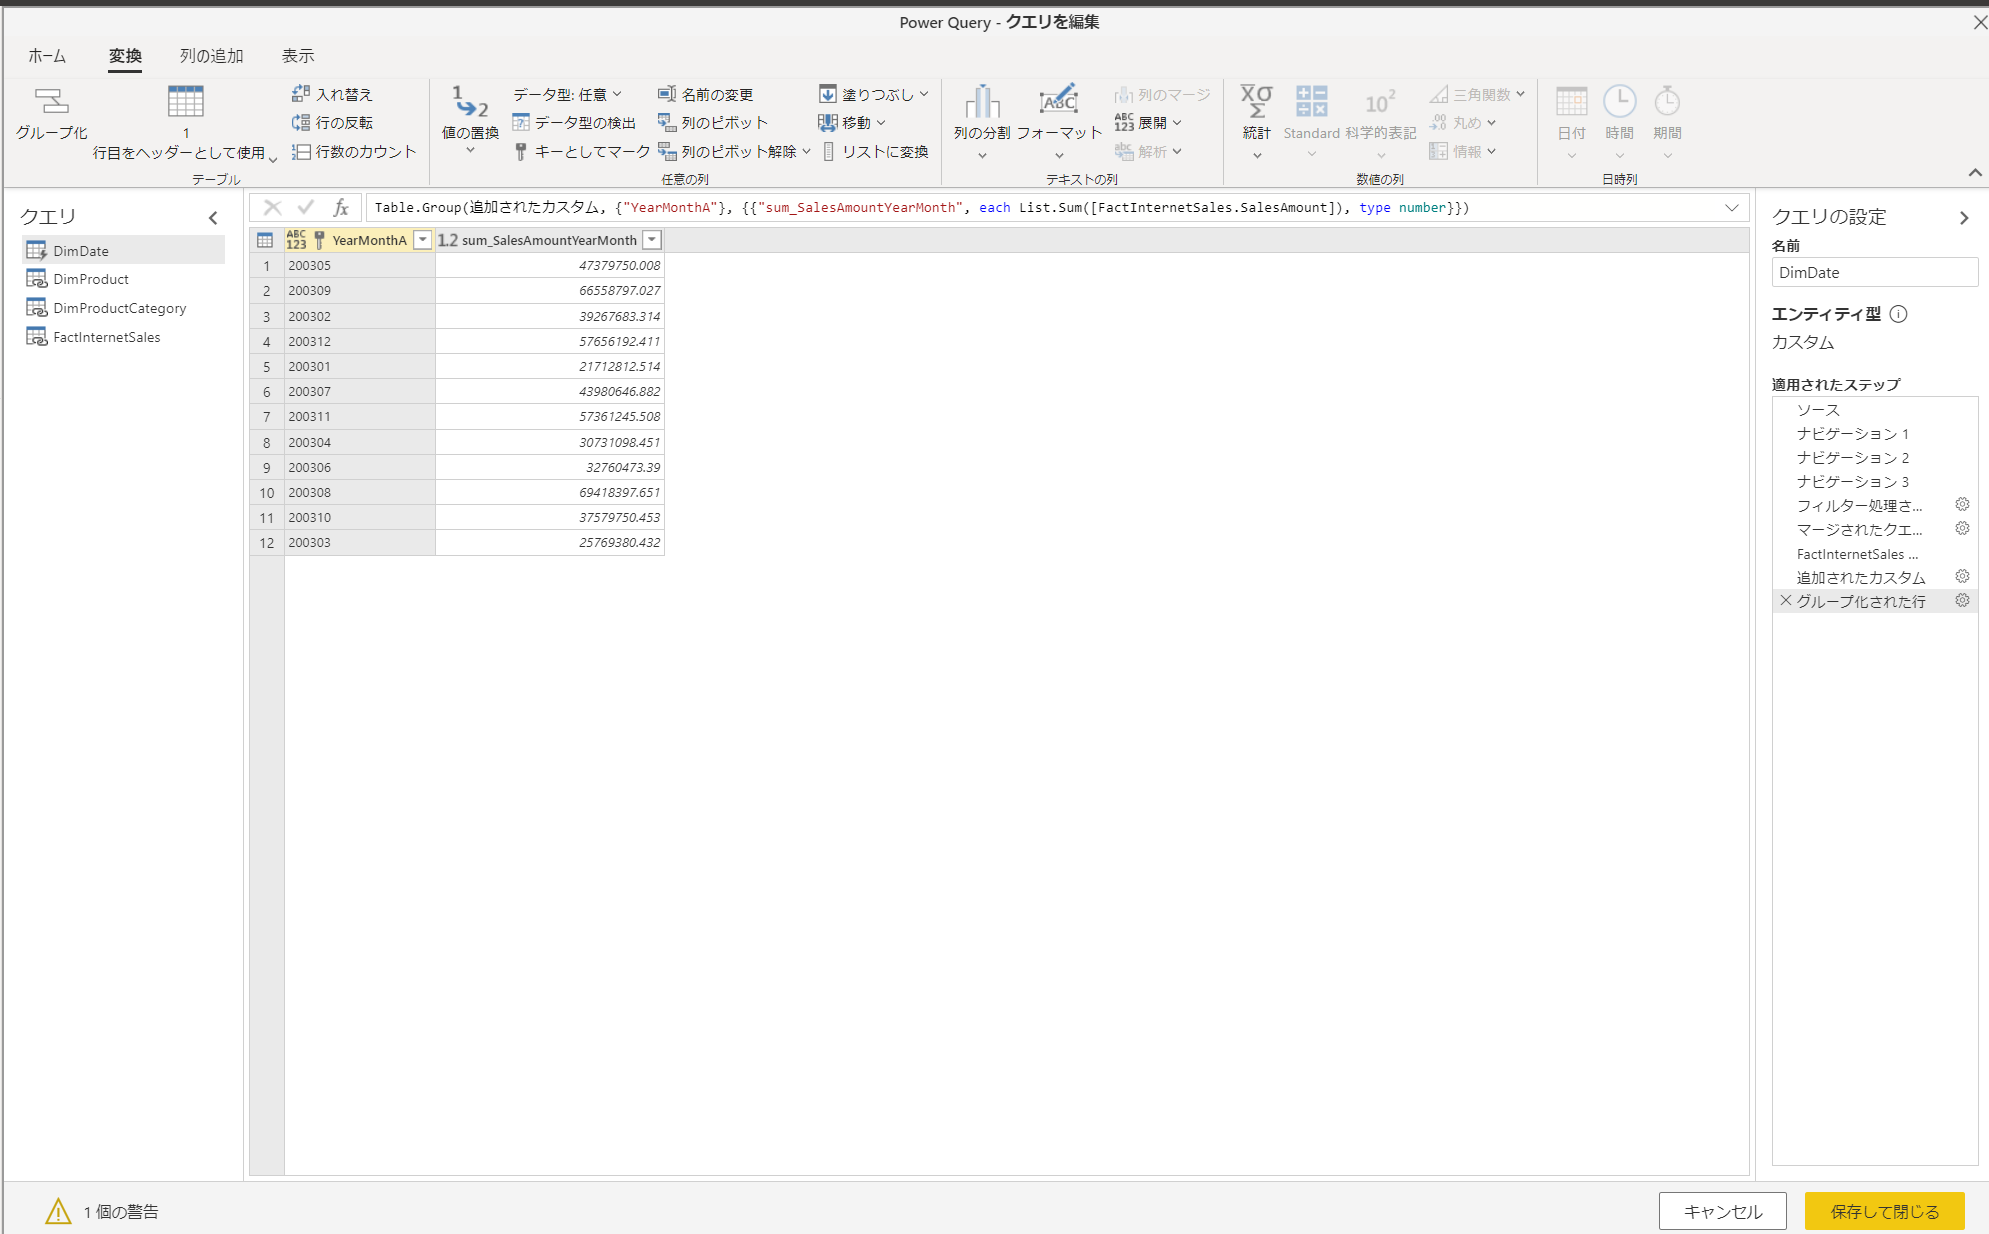 Power Query - クエリを編集
ホーム 変換 列の追加 表示
グループ化
1
行目をヘッダーとして使用
入れ替え
行の反転
行数のカウント
テーブル
1 2
値の置換
データ型: 任意
データ型の検出
キーとしてマーク
名前の変更
列のピボット
列のピボット解除
塗りつぶし
移動
リストに変換
任意の列
列の分割
ABC
フォーマット
列のマージ
ABC 123 展開
abc 解析
テキストの列
Xσ Σ
統計
Standard
10²
科学的表記
三角関数
.00 →.0 丸め
情報
数値の列
日付
時間
期間
日時列
クエリ
DimDate
DimProduct
DimProductCategory
FactInternetSales
fx Table.Group(追加されたカスタム, {"YearMonthA"}, {{"sum_SalesAmountYearMonth", each List.Sum([FactInternetSales.SalesAmount]), type number}})
ABC 123 YearMonthA 1.2 sum_SalesAmountYearMonth
1 200305 47379750.008
2 200309 66558797.027
3 200302 39267683.314
4 200312 57656192.411
5 200301 21712812.514
6 200307 43980646.882
7 200311 57361245.508
8 200304 30731098.451
9 200306 32760473.39
10 200308 69418397.651
11 200310 37579750.453
12 200303 25769380.432
クエリの設定
名前
DimDate
エンティティ型
カスタム
適用されたステップ
ソース
ナビゲーション 1
ナビゲーション 2
ナビゲーション 3
フィルター処理さ...
マージされたクエ...
FactInternetSales ...
追加されたカスタム
グループ化された行
1 個の警告
キャンセル
保存して閉じる